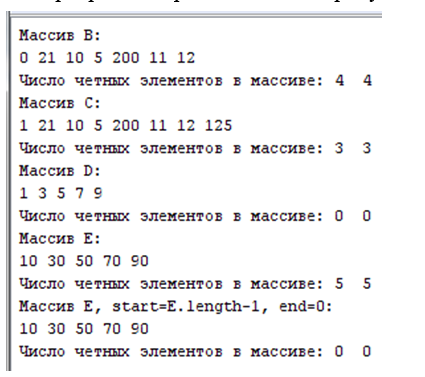 Массив B:
0 21 10 5 200 11 12
Число четных элементов в массиве: 4  4
Массив C:
1 21 10 5 200 11 12 125
Число четных элементов в массиве: 3  3
Массив D:
1 3 5 7 9
Число четных элементов в массиве: 0  0
Массив E:
10 30 50 70 90
Число четных элементов в массиве: 5  5
Массив E, start=E.length-1, end=0:
10 30 50 70 90
Число четных элементов в массиве: 0  0